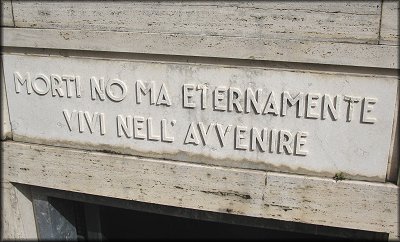 MORTI NO MA ETERNAMENTE
VIVI NELL' AVVENIRE